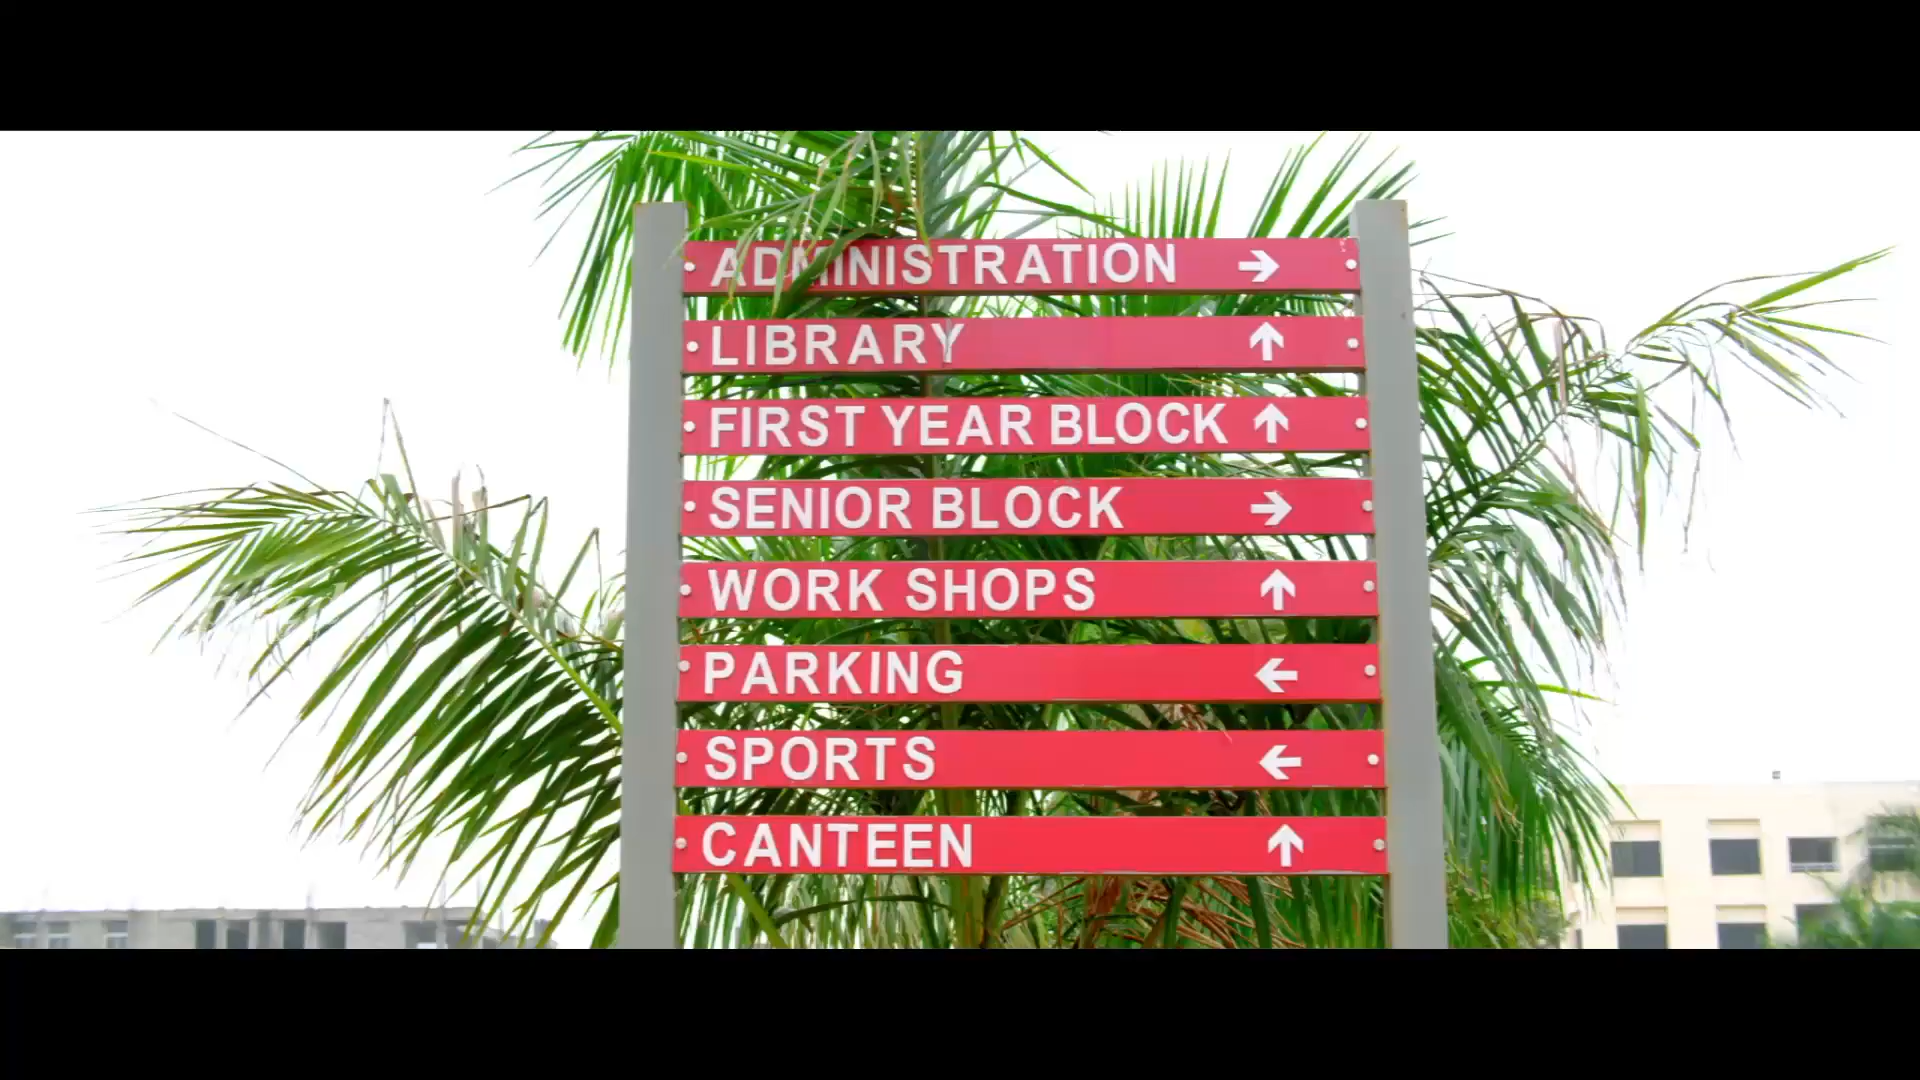 ADMINISTRATION →
LIBRARY ↑
FIRST YEAR BLOCK ↑
SENIOR BLOCK →
WORK SHOPS ↑
PARKING ←
SPORTS ←
CANTEEN ↑